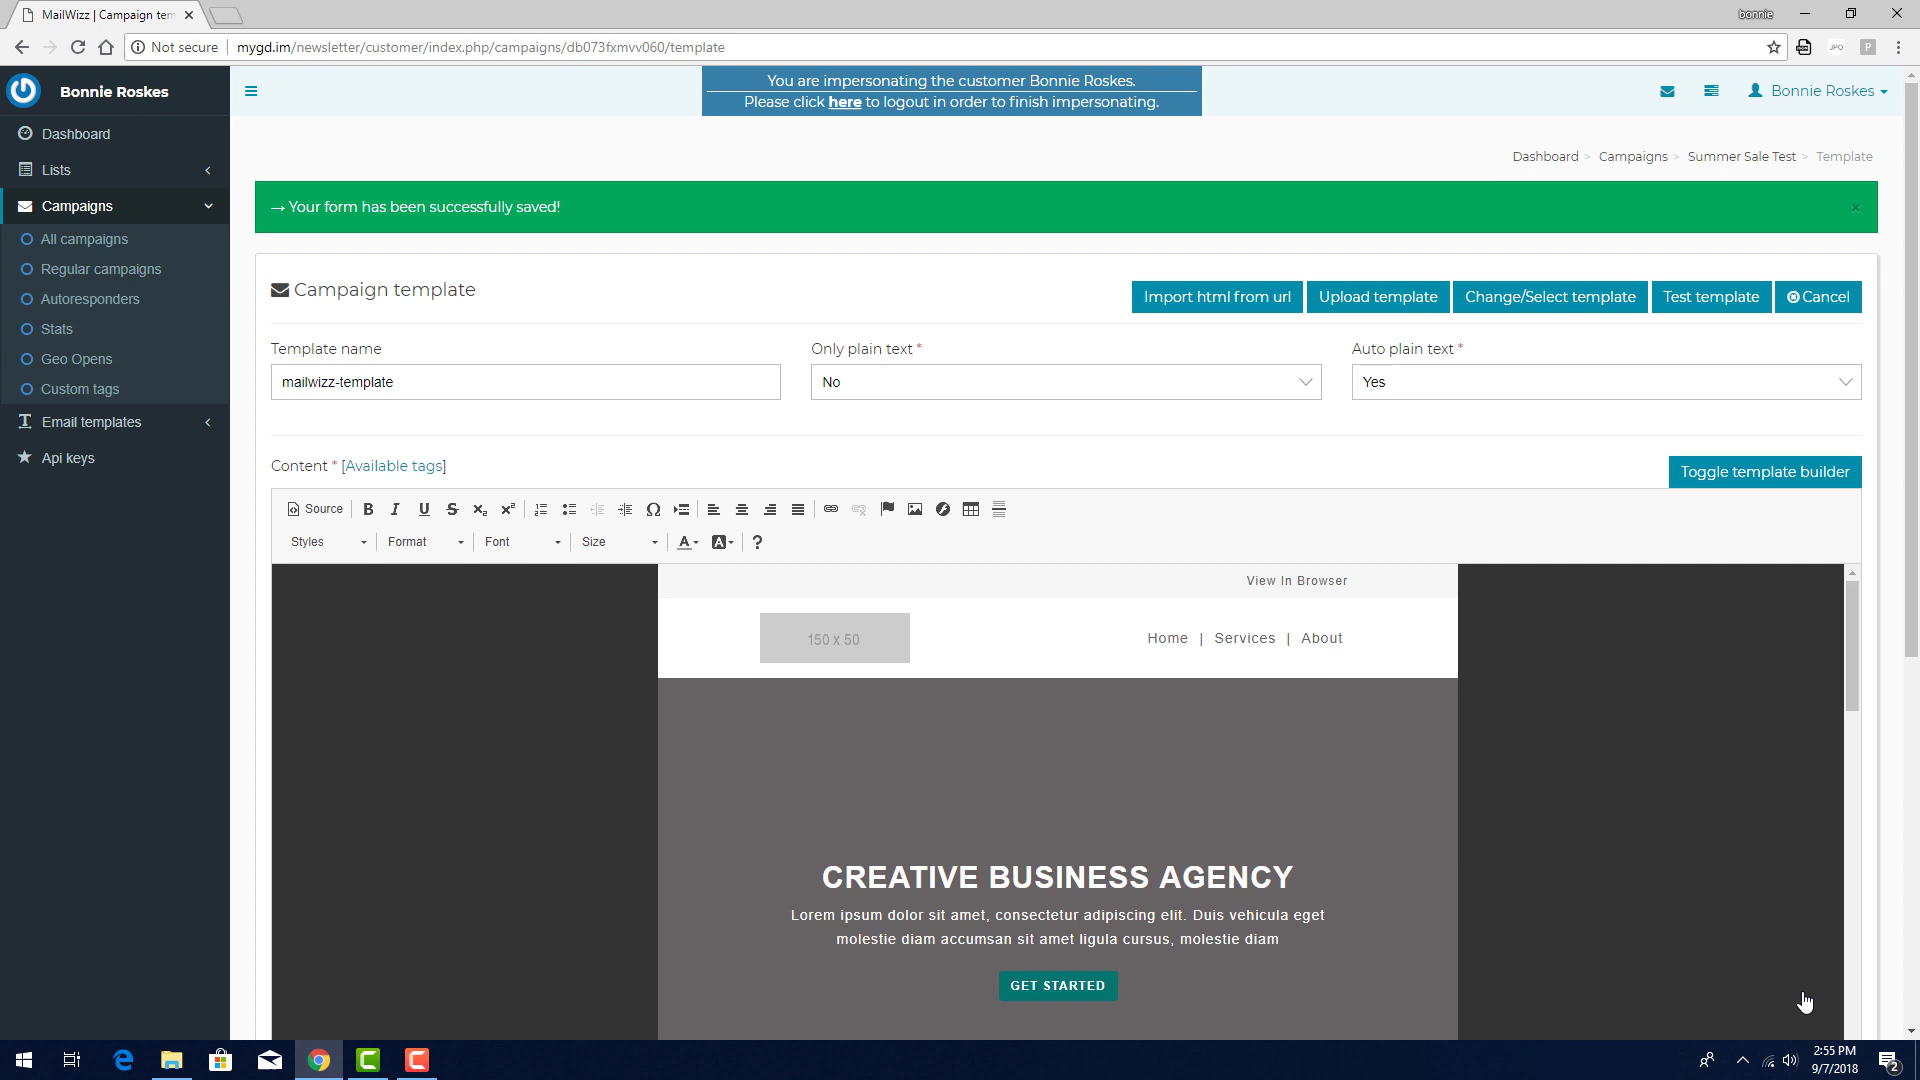 MailWizz | Campaign tem
bonnie
Not secure
mygd.im/newsletter/customer/index.php/campaigns/db073fxmvv060/template
JPO
P
Bonnie Roskes
You are impersonating the customer Bonnie Roskes.
Please click here to logout in order to finish impersonating.
Bonnie Roskes
Dashboard
Lists
Campaigns
All campaigns
Regular campaigns
Autoresponders
Stats
Geo Opens
Custom tags
Email templates
Api keys
Dashboard > Campaigns > Summer Sale Test > Template
→ Your form has been successfully saved!
×
Campaign template
Import html from url
Upload template
Change/Select template
Test template
Cancel
Template name
Only plain text *
Auto plain text *
mailwizz-template
No
Yes
Content * [Available tags]
Toggle template builder
Source
Styles
Format
Font
Size
View In Browser
150 x 50
Home | Services | About
CREATIVE BUSINESS AGENCY
Lorem ipsum dolor sit amet, consectetur adipiscing elit. Duis vehicula eget
molestie diam accumsan sit amet ligula cursus, molestie diam
GET STARTED
2:55 PM
9/7/2018
2